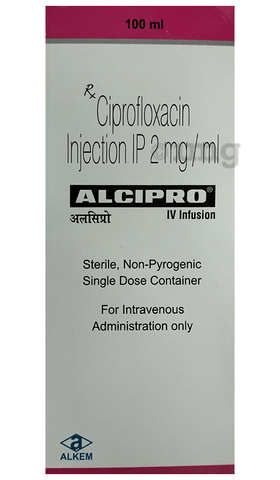 100 ml
Rx Ciprofloxacin
Injection IP 2 mg/ml
ALCIPRO®
अलसिप्रो IV Infusion
Sterile, Non-Pyrogenic
Single Dose Container
For Intravenous
Administration only
a
ALKEM